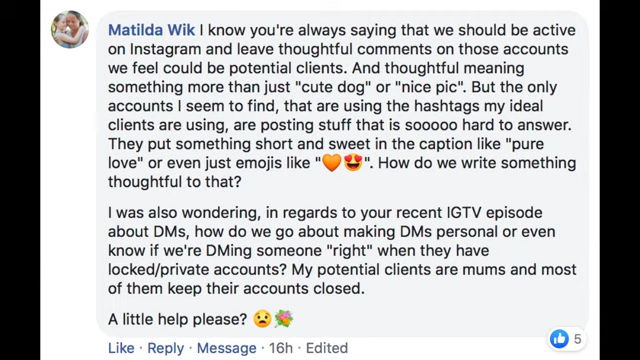 Matilda Wik I know you're always saying that we should be active
on Instagram and leave thoughtful comments on those accounts
we feel could be potential clients. And thoughtful meaning
something more than just "cute dog" or "nice pic". But the only
accounts I seem to find, that are using the hashtags my ideal
clients are using, are posting stuff that is sooooo hard to answer.
They put something short and sweet in the caption like "pure
love" or even just emojis like "🧡😍". How do we write something
thoughtful to that?
I was also wondering, in regards to your recent IGTV episode
about DMs, how do we go about making DMs personal or even
know if we're DMing someone "right" when they have
locked/private accounts? My potential clients are mums and most
of them keep their accounts closed.
A little help please? 😧💐
5
Like · Reply · Message · 16h · Edited